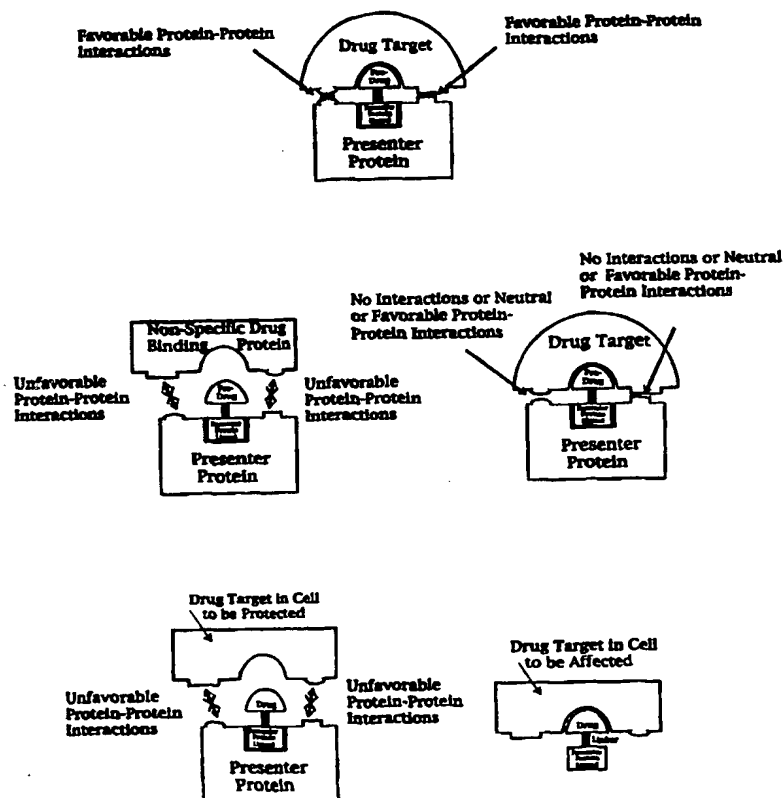 Favorable Protein-Protein
Interactions
Drug Target
Favorable Protein-Protein
Interactions
Drug
Presenter
Protein
Non-Specific Drug
Binding Protein
Unfavorable
Protein-Protein
Interactions
Unfavorable
Protein-Protein
Interactions
Drug
Presenter
Protein
No Interactions or Neutral
or Favorable Protein-
Protein Interactions
No Interactions or Neutral
or Favorable Protein-
Protein Interactions
Drug Target
Drug
Presenter
Protein
Drug Target in Cell
to be Protected
Unfavorable
Protein-Protein
Interactions
Unfavorable
Protein-Protein
Interactions
Drug
Presenter
Protein
Drug Target in Cell
to be Affected
Drug
Linker